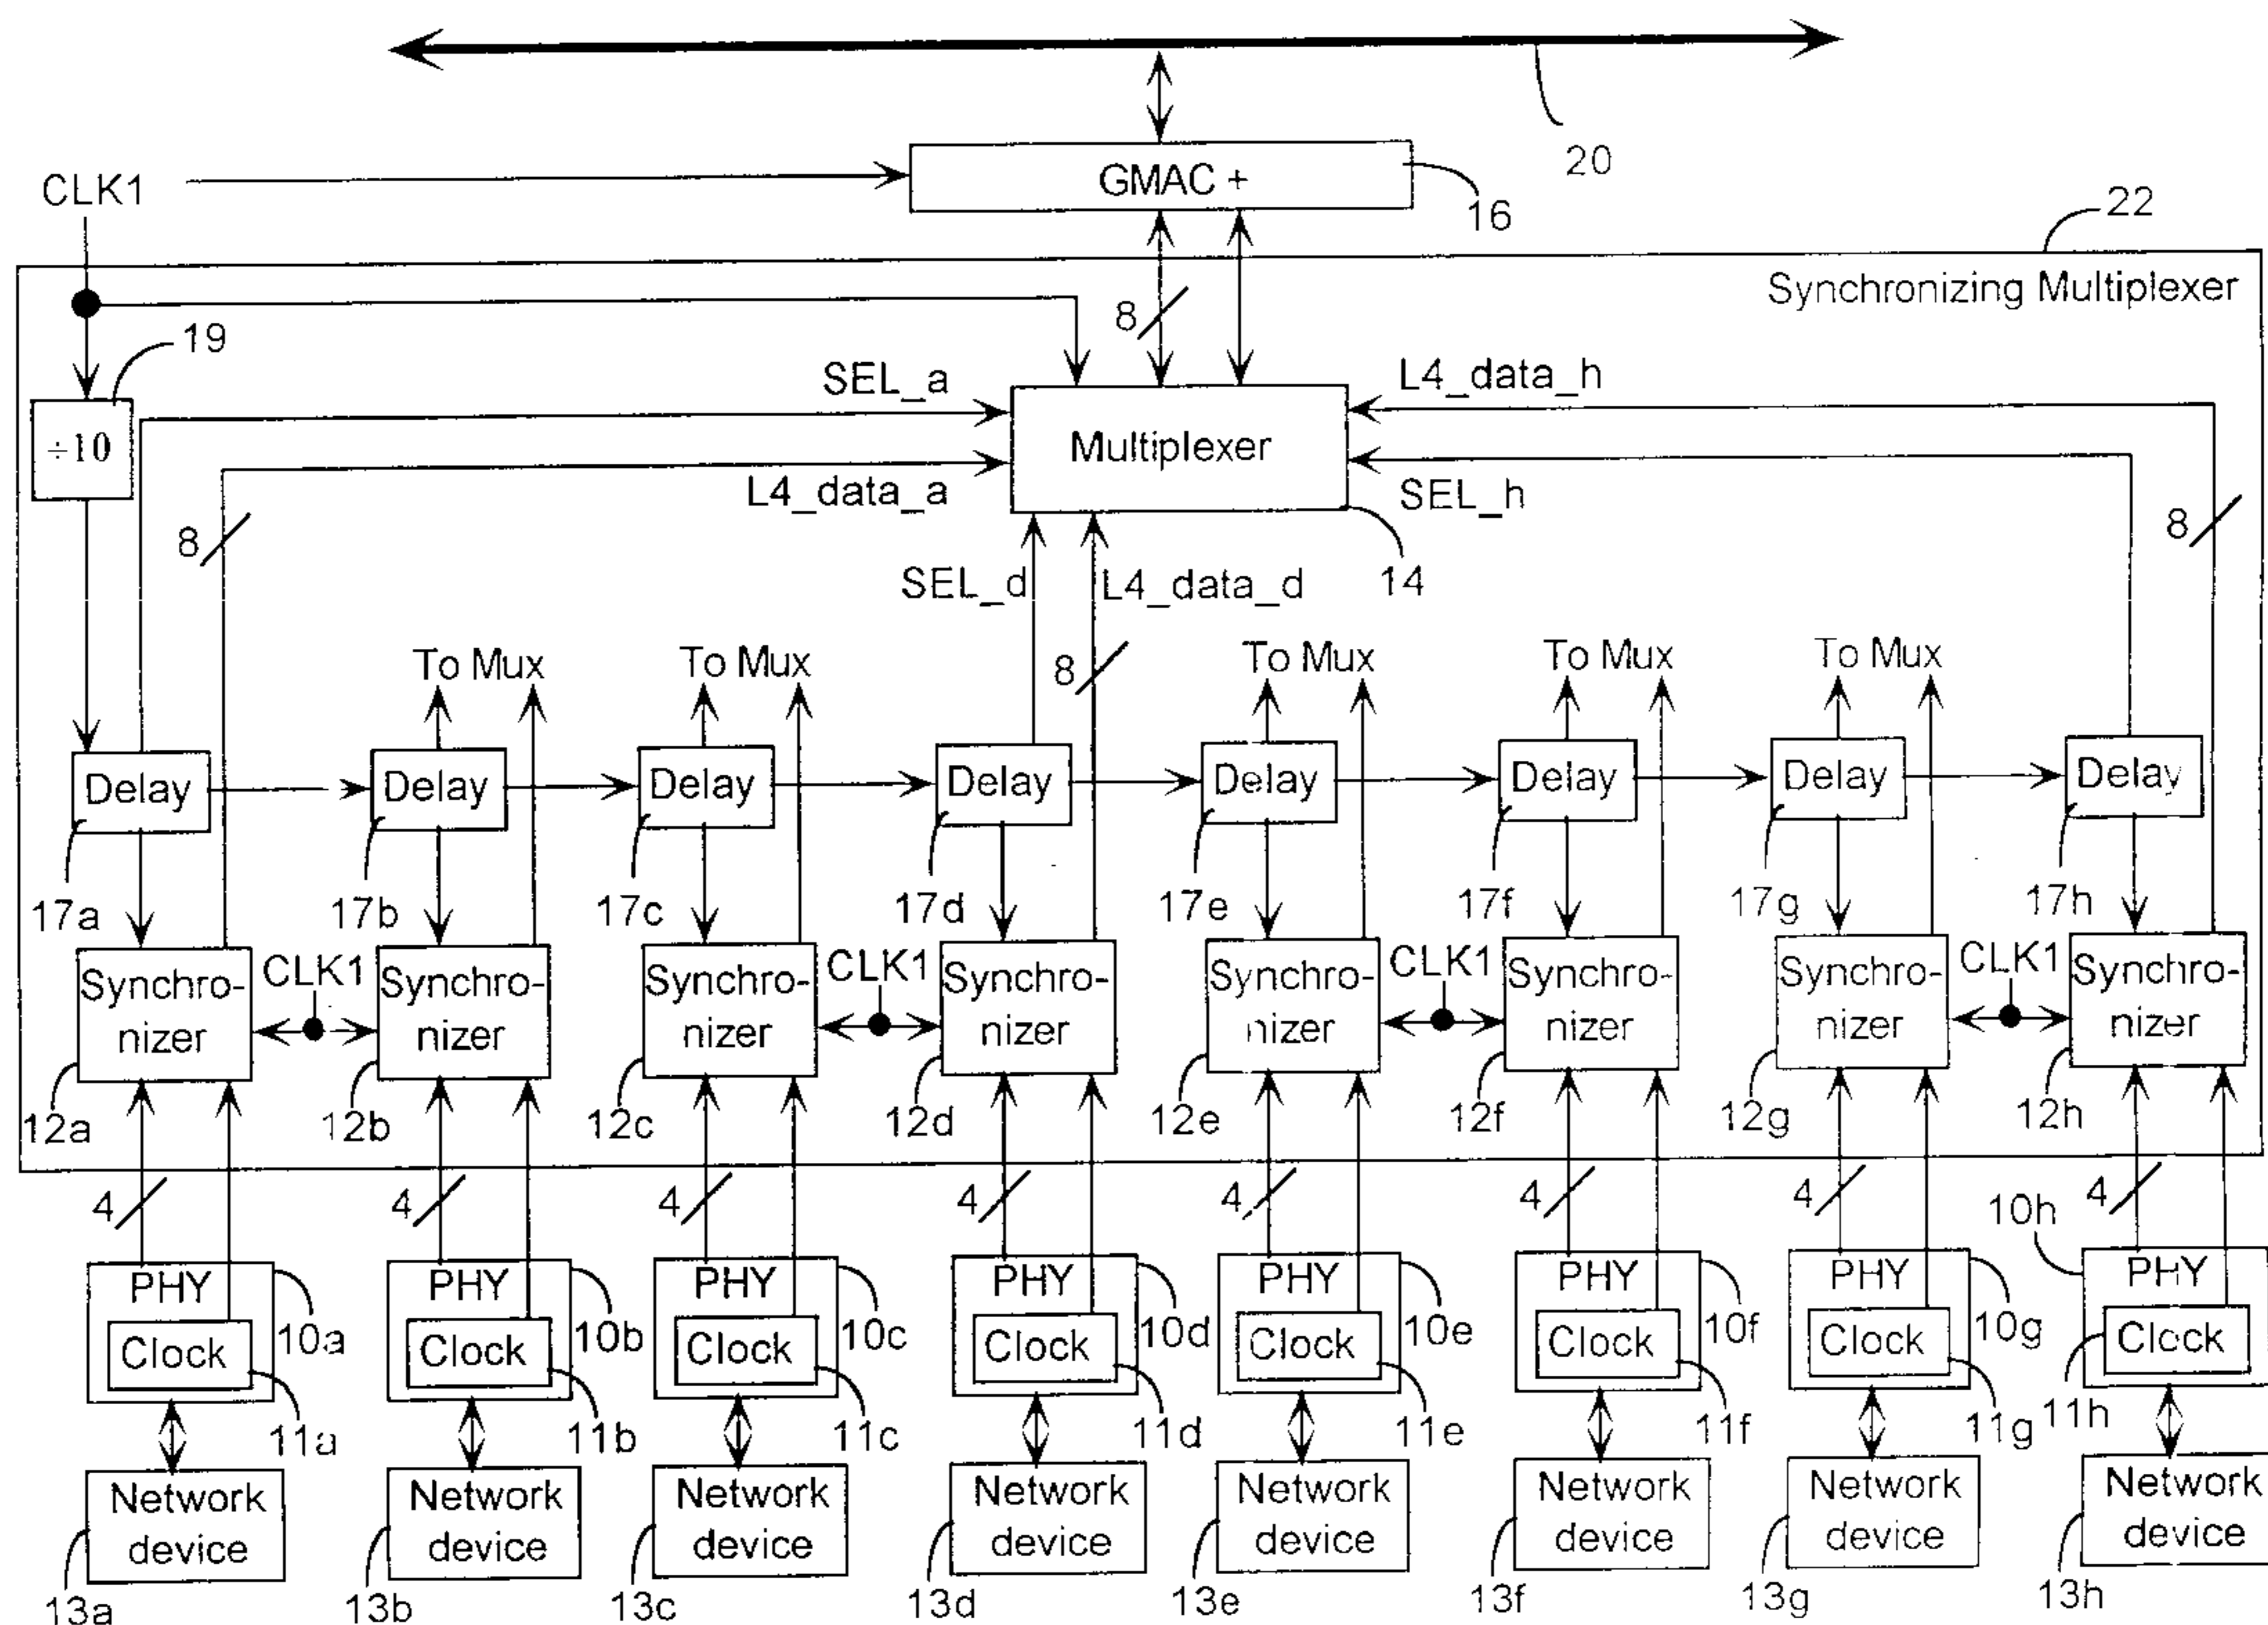 20
CLK1
GMAC +
16
22
Synchronizing Multiplexer
8
19
÷10
SEL_a
L4_data_h
Multiplexer
L4_data_a
SEL_h
8
8
14
SEL_d
L4_data_d
8
To Mux
To Mux
To Mux
To Mux
To Mux
Delay
Delay
Delay
Delay
Delay
Delay
Delay
Delay
17a
17b
17c
17d
17e
17f
17g
17h
CLK1
CLK1
CLK1
CLK1
Synchro-
nizer
Synchro-
nizer
Synchro-
nizer
Synchro-
nizer
Synchro-
nizer
Synchro-
nizer
Synchro-
nizer
Synchro-
nizer
12a
12b
12c
12d
12e
12f
12g
12h
4
4
4
4
4
4
4
4
10h
PHY
PHY
PHY
PHY
PHY
PHY
PHY
PHY
10a
10b
10c
10d
10e
10f
10g
Clock
Clock
Clock
Clock
Clock
Clock
Clock
Clock
11a
11b
11c
11d
11e
11f
11g
11h
Network
device
Network
device
Network
device
Network
device
Network
device
Network
device
Network
device
Network
device
13a
13b
13c
13d
13e
13f
13g
13h